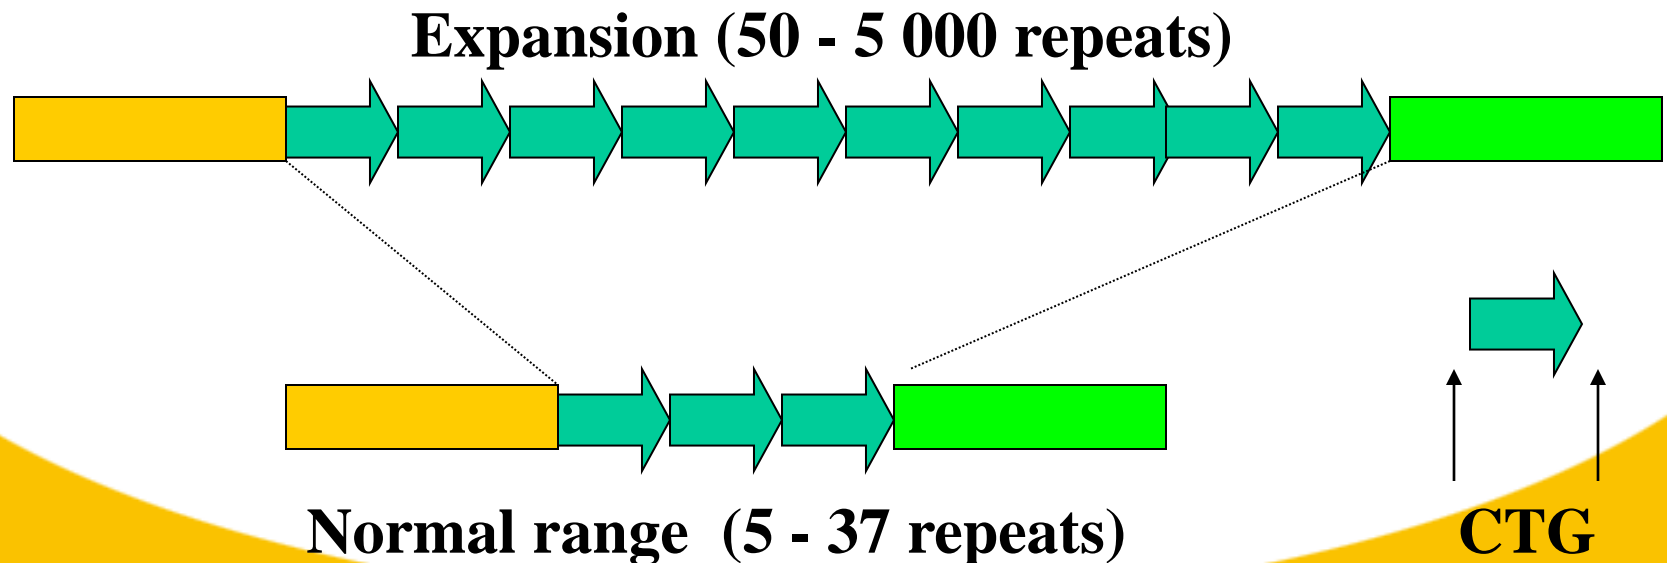 Expansion (50 - 5 000 repeats)
Normal range (5 - 37 repeats)
CTG